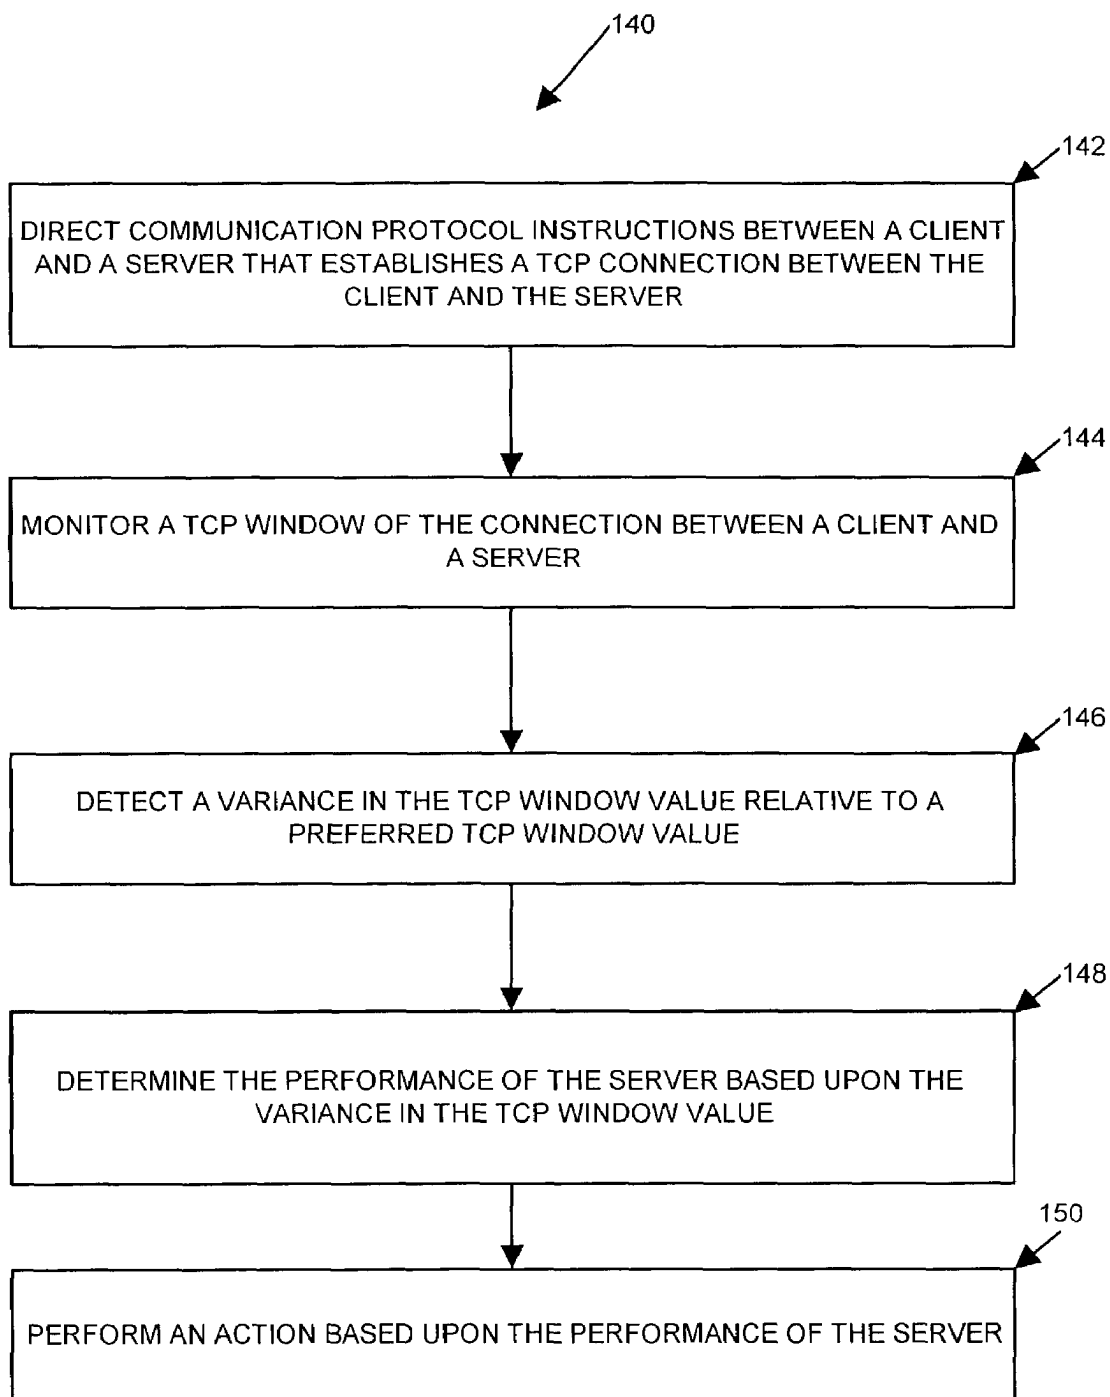 140
142
DIRECT COMMUNICATION PROTOCOL INSTRUCTIONS BETWEEN A CLIENT
AND A SERVER THAT ESTABLISHES A TCP CONNECTION BETWEEN THE
CLIENT AND THE SERVER
144
MONITOR A TCP WINDOW OF THE CONNECTION BETWEEN A CLIENT AND
A SERVER
146
DETECT A VARIANCE IN THE TCP WINDOW VALUE RELATIVE TO A
PREFERRED TCP WINDOW VALUE
148
DETERMINE THE PERFORMANCE OF THE SERVER BASED UPON THE
VARIANCE IN THE TCP WINDOW VALUE
150
PERFORM AN ACTION BASED UPON THE PERFORMANCE OF THE SERVER